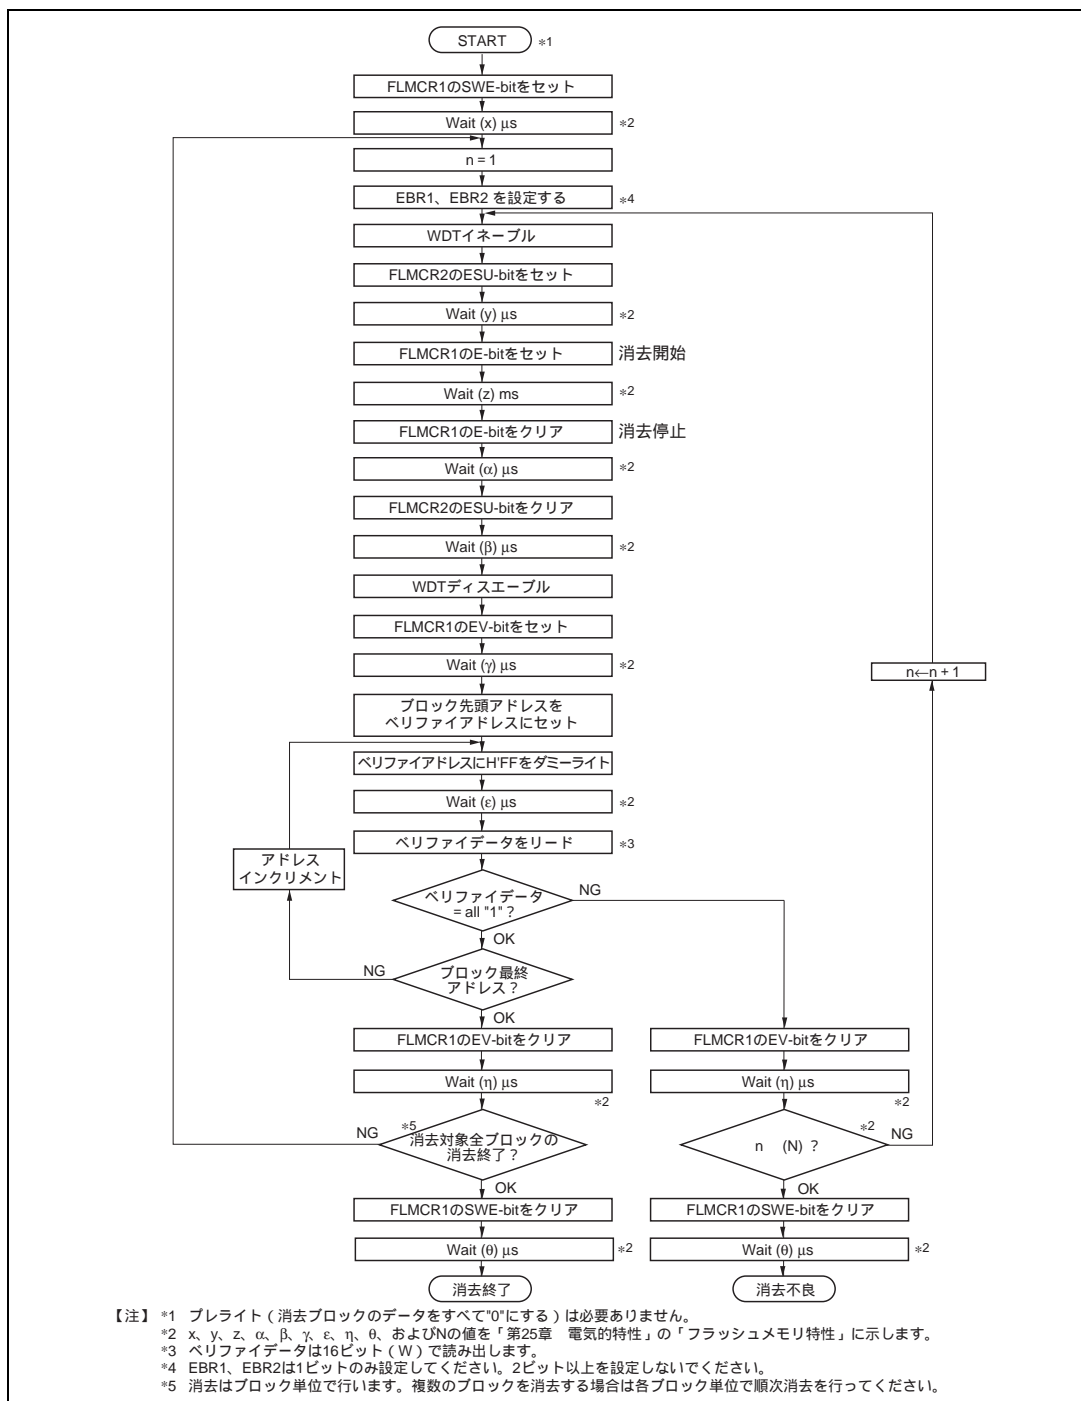 START *1
FLMCR1のSWE-bitをセット
Wait (x) μs *2
n = 1
EBR1、EBR2 を設定する *4
WDTイネーブル
FLMCR2のESU-bitをセット
Wait (y) μs *2
FLMCR1のE-bitをセット 消去開始
Wait (z) ms *2
FLMCR1のE-bitをクリア 消去停止
Wait (α) μs *2
FLMCR2のESU-bitをクリア
Wait (β) μs *2
WDTディスエーブル
FLMCR1のEV-bitをセット
Wait (γ) μs *2
n←n + 1
ブロック先頭アドレスを
ベリファイアドレスにセット
ベリファイアドレスにH'FFをダミーライト
Wait (ε) μs *2
ベリファイデータをリード *3
アドレス
インクリメント
ベリファイデータ
= all "1" ?
NG
OK
ブロック最終
アドレス？
NG
OK
FLMCR1のEV-bitをクリア
FLMCR1のEV-bitをクリア
Wait (η) μs
*2
Wait (η) μs
*2
*5
消去対象全ブロックの
消去終了？
NG
OK
n (N) ？
*2
NG
OK
FLMCR1のSWE-bitをクリア
FLMCR1のSWE-bitをクリア
Wait (θ) μs *2
Wait (θ) μs *2
消去終了
消去不良
【注】 *1 プレライト（消去ブロックのデータをすべて"0"にする）は必要ありません。
*2 x、y、z、α、β、γ、ε、η、θ、およびNの値を「第25章 電気的特性」の「フラッシュメモリ特性」に示します。
*3 ベリファイデータは16ビット（W）で読み出します。
*4 EBR1、EBR2は1ビットのみ設定してください。2ビット以上を設定しないでください。
*5 消去はブロック単位で行います。複数のブロックを消去する場合は各ブロック単位で順次消去を行ってください。